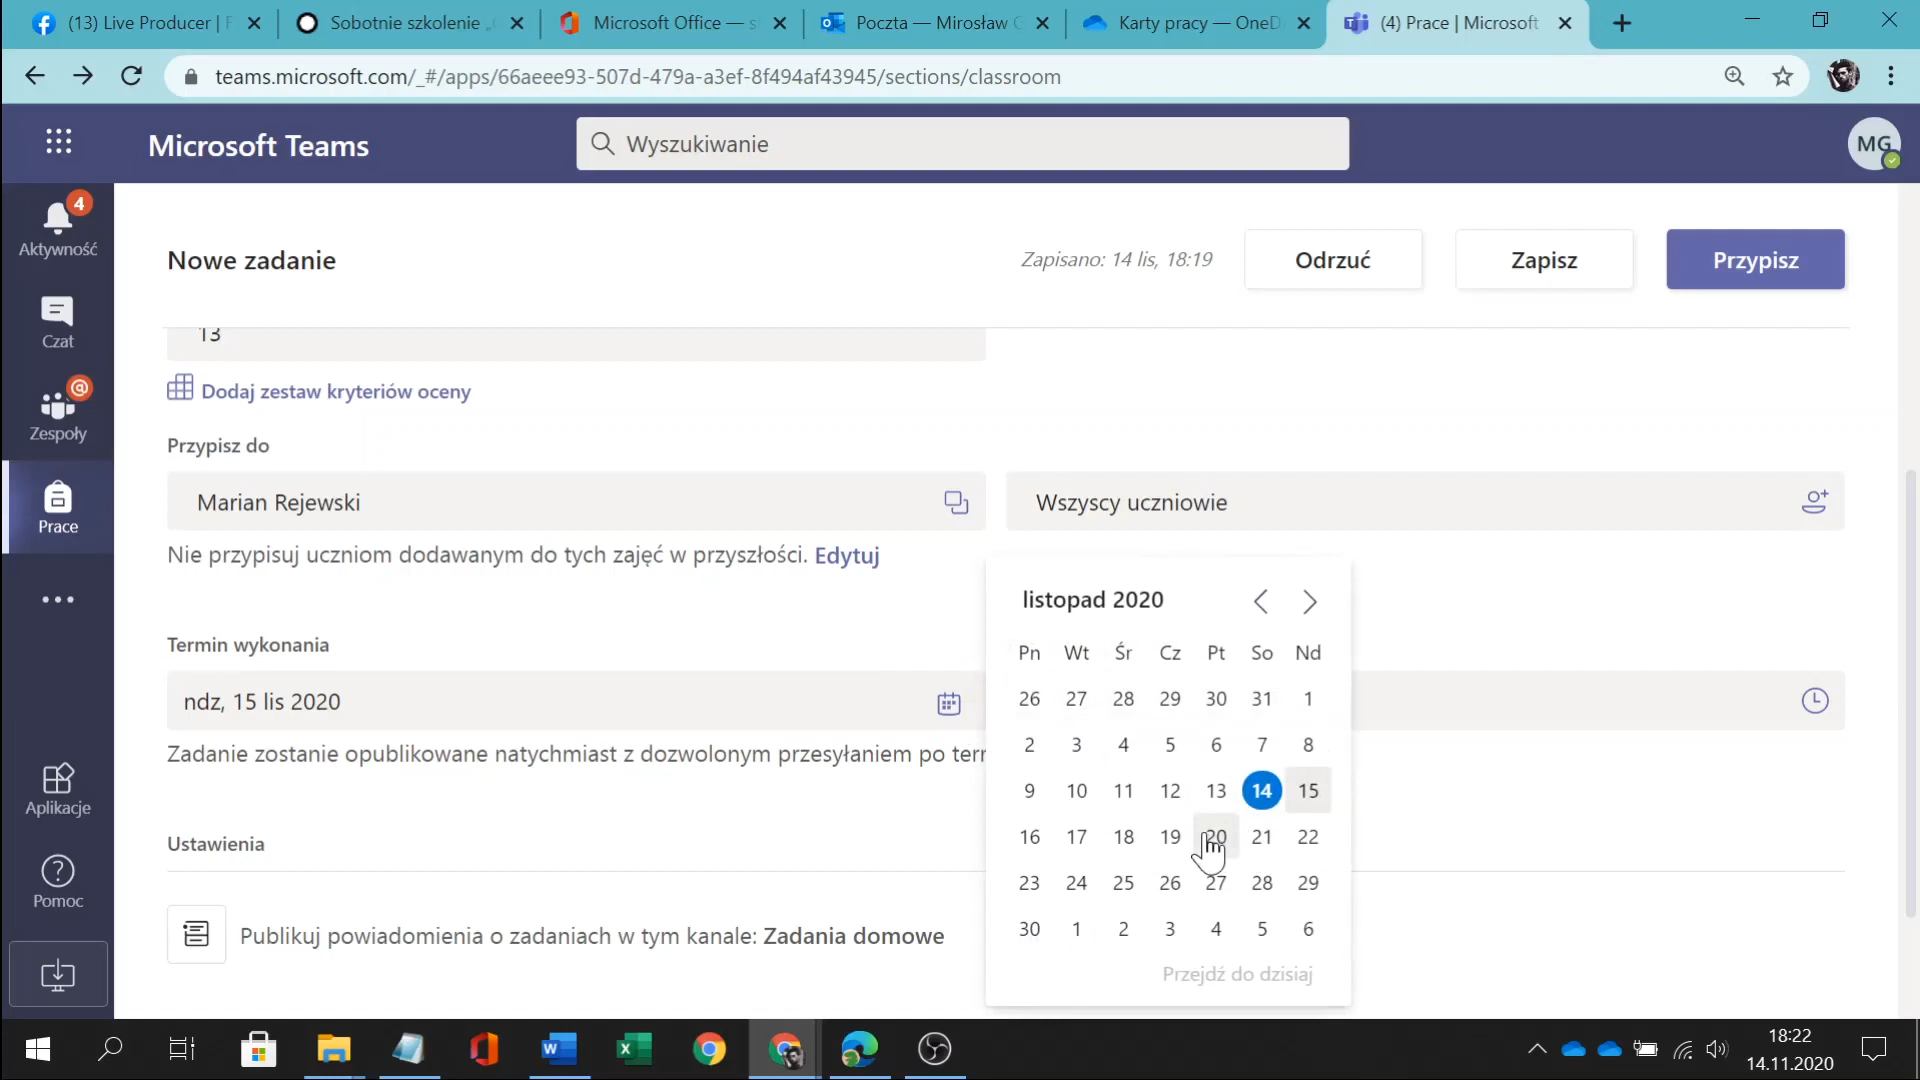 (13) Live Producer | F
Sobotnie szkolenie „
Microsoft Office — s
Poczta — Mirosław G
Karty pracy — OneD
(4) Prace | Microsoft
teams.microsoft.com/_#/apps/66aeee93-507d-479a-a3ef-8f494af43945/sections/classroom
Microsoft Teams
Wyszukiwanie
MG
4
Aktywność
Czat
@
Zespoły
Prace
Aplikacje
Pomoc
Nowe zadanie
Zapisano: 14 lis, 18:19
Odrzuć
Zapisz
Przypisz
13
Dodaj zestaw kryteriów oceny
Przypisz do
Marian Rejewski
Wszyscy uczniowie
Nie przypisuj uczniom dodawanym do tych zajęć w przyszłości. Edytuj
Termin wykonania
ndz, 15 lis 2020
Zadanie zostanie opublikowane natychmiast z dozwolonym przesyłaniem po
listopad 2020
Pn Wt Śr Cz Pt So Nd
26 27 28 29 30 31 1
2 3 4 5 6 7 8
9 10 11 12 13 14 15
16 17 18 19 20 21 22
23 24 25 26 27 28 29
30 1 2 3 4 5 6
Przejdź do dzisiaj
Ustawienia
Publikuj powiadomienia o zadaniach w tym kanale: Zadania domowe
18:22
14.11.2020